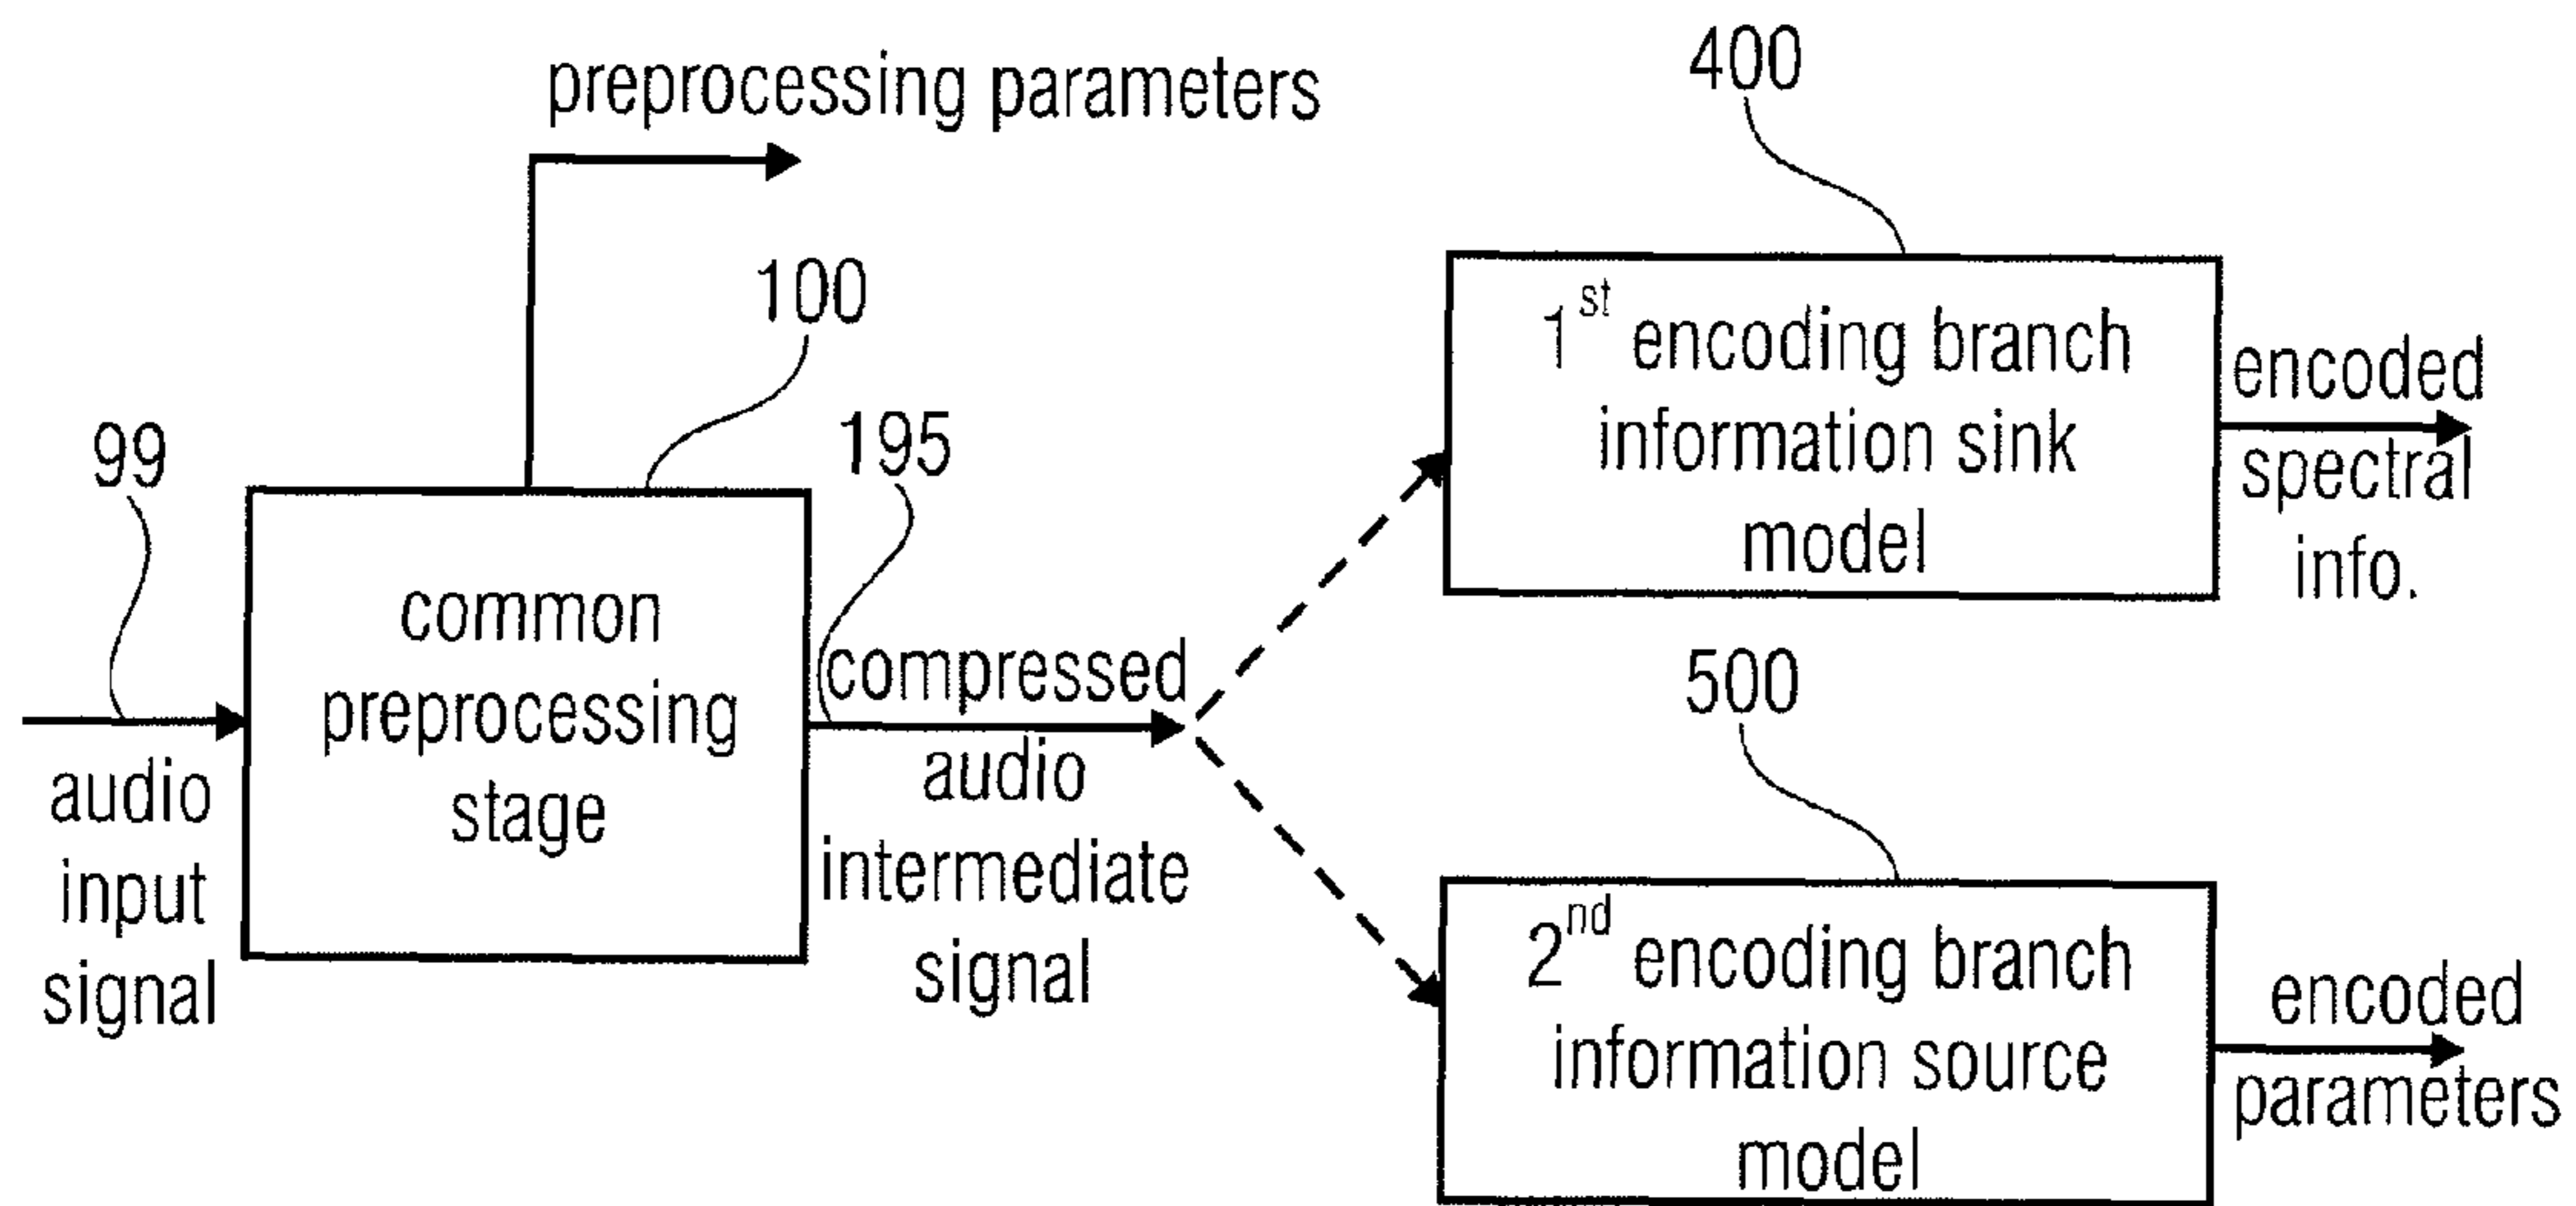 preprocessing parameters
400
100
1st encoding branch
information sink
model
encoded
spectral
info.
99
195
common
preprocessing
stage
audio
input
signal
compressed
audio
intermediate
signal
500
2nd encoding branch
information source
model
encoded
parameters